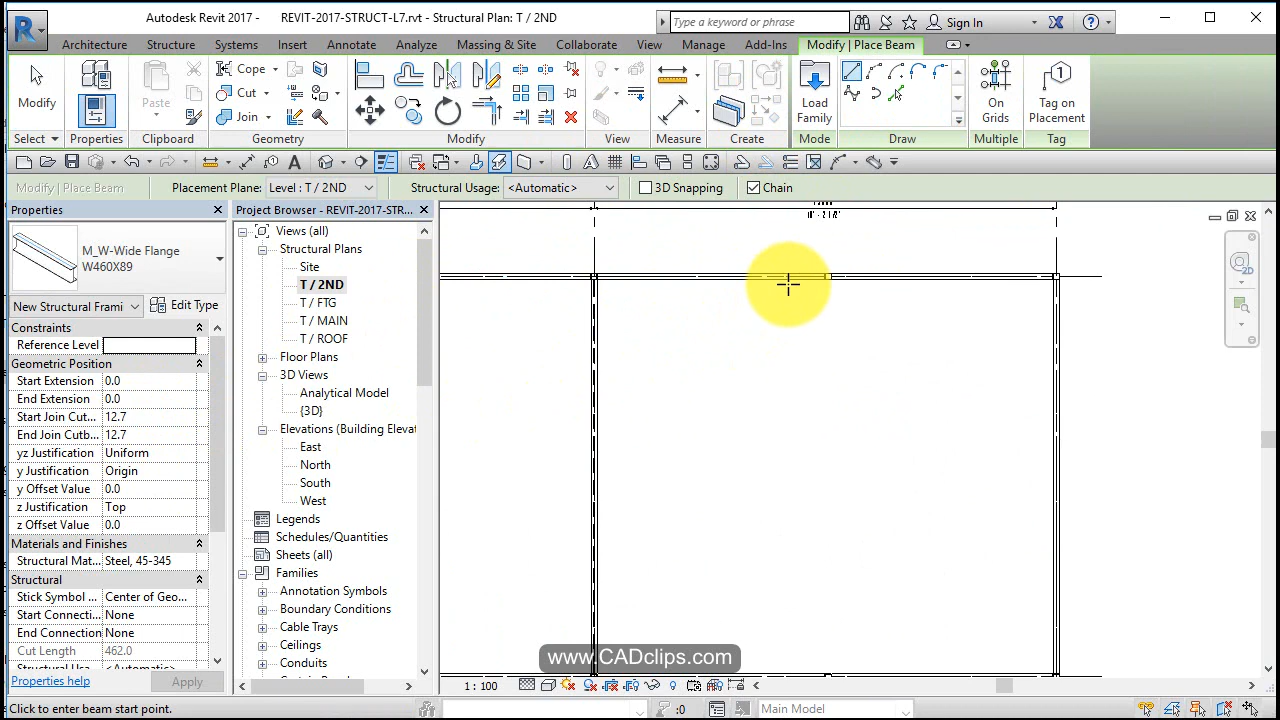 Autodesk Revit 2017 - REVIT-2017-STRUCT-L7.rvt - Structural Plan: T / 2ND
Type a keyword or phrase
Sign In
Architecture Structure Systems Insert Annotate Analyze Massing & Site Collaborate View Manage Add-Ins Modify | Place Beam
Modify
Paste
Cope
Cut
Join
Load
Family
On
Grids
Tag on
Placement
Select Properties Clipboard Geometry Modify View Measure Create Mode Draw Multiple Tag
Modify | Place Beam Placement Plane: Level : T / 2ND Structural Usage: <Automatic> 3D Snapping Chain
Properties
M_W-Wide Flange
W460X89
New Structural Frami
Edit Type
Constraints
Reference Level
Geometric Position
Start Extension 0.0
End Extension 0.0
Start Join Cut... 12.7
End Join Cutb... 12.7
yz Justification Uniform
y Justification Origin
y Offset Value 0.0
z Justification Top
z Offset Value 0.0
Materials and Finishes
Structural Mat... Steel, 45-345
Structural
Stick Symbol ... Center of Geo...
Start Connecti... None
End Connection None
Cut Length 462.0
Structural Usa... <Automatic>
Properties help
Apply
Project Browser - REVIT-2017-STR...
Views (all)
Structural Plans
Site
T / 2ND
T / FTG
T / MAIN
T / ROOF
Floor Plans
3D Views
Analytical Model
{3D}
Elevations (Building Elevat
East
North
South
West
Legends
Schedules/Quantities
Sheets (all)
Families
Annotation Symbols
Boundary Conditions
Cable Trays
Ceilings
Conduits
2D
www.CADclips.com
1 : 100
Click to enter beam start point.
:0
Main Model